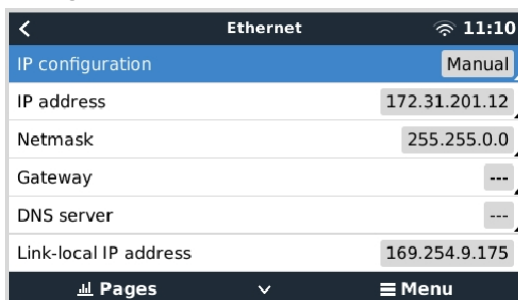 Ethernet 11:10
IP configuration Manual
IP address 172.31.201.12
Netmask 255.255.0.0
Gateway ---
DNS server ---
Link-local IP address 169.254.9.175
Pages Menu